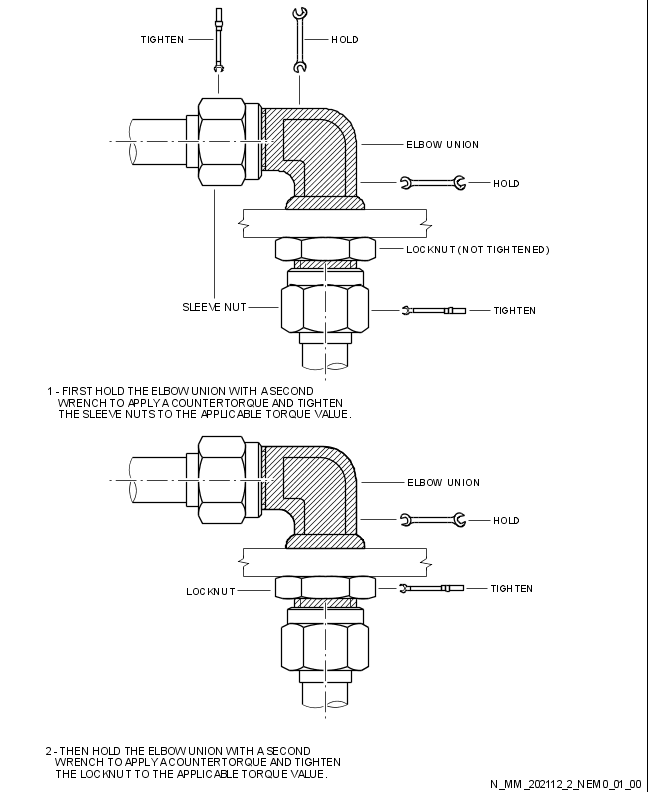 TIGHTEN
HOLD
ELBOW UNION
HOLD
LOCKNUT (NOT TIGHTENED)
SLEEVE NUT
TIGHTEN
1 - FIRST HOLD THE ELBOW UNION WITH A SECOND
WRENCH TO APPLY A COUNTERTORQUE AND TIGHTEN
THE SLEEVE NUTS TO THE APPLICABLE TORQUE VALUE.
ELBOW UNION
HOLD
LOCKNUT
TIGHTEN
2 - THEN HOLD THE ELBOW UNION WITH A SECOND
WRENCH TO APPLY A COUNTERTORQUE AND TIGHTEN
THE LOCKNUT TO THE APPLICABLE TORQUE VALUE.
N_MM_202112_2_NEM0_01_00